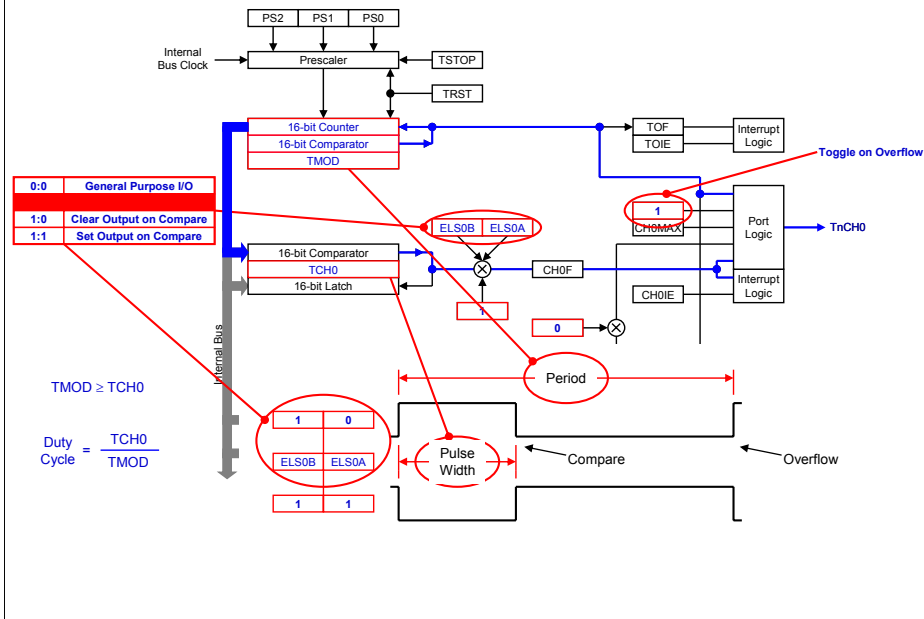 PS2 PS1 PS0
Internal
Bus Clock
Prescaler
TSTOP
TRST
16-bit Counter
16-bit Comparator
TMOD
TOF
TOIE
Interrupt
Logic
Toggle on Overflow
0:0 General Purpose I/O
1:0 Clear Output on Compare
1:1 Set Output on Compare
ELS0B ELS0A
1
CH0MAX
Port
Logic
TnCH0
16-bit Comparator
TCH0
16-bit Latch
CH0F
Interrupt
Logic
CH0IE
1
0
Internal Bus
Period
TMOD ≥ TCH0
Duty
Cycle = TCH0
TMOD
1 0
ELS0B ELS0A
1 1
Pulse
Width
Compare
Overflow